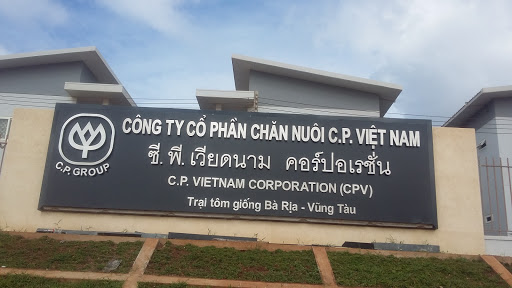 C.P. GROUP
CÔNG TY CỔ PHẦN CHĂN NUÔI C.P. VIỆT NAM
ซี. พี. เวียดนาม คอร์ปอเรชั่น
C.P. VIETNAM CORPORATION (CPV)
Trại tôm giống Bà Rịa - Vũng Tàu